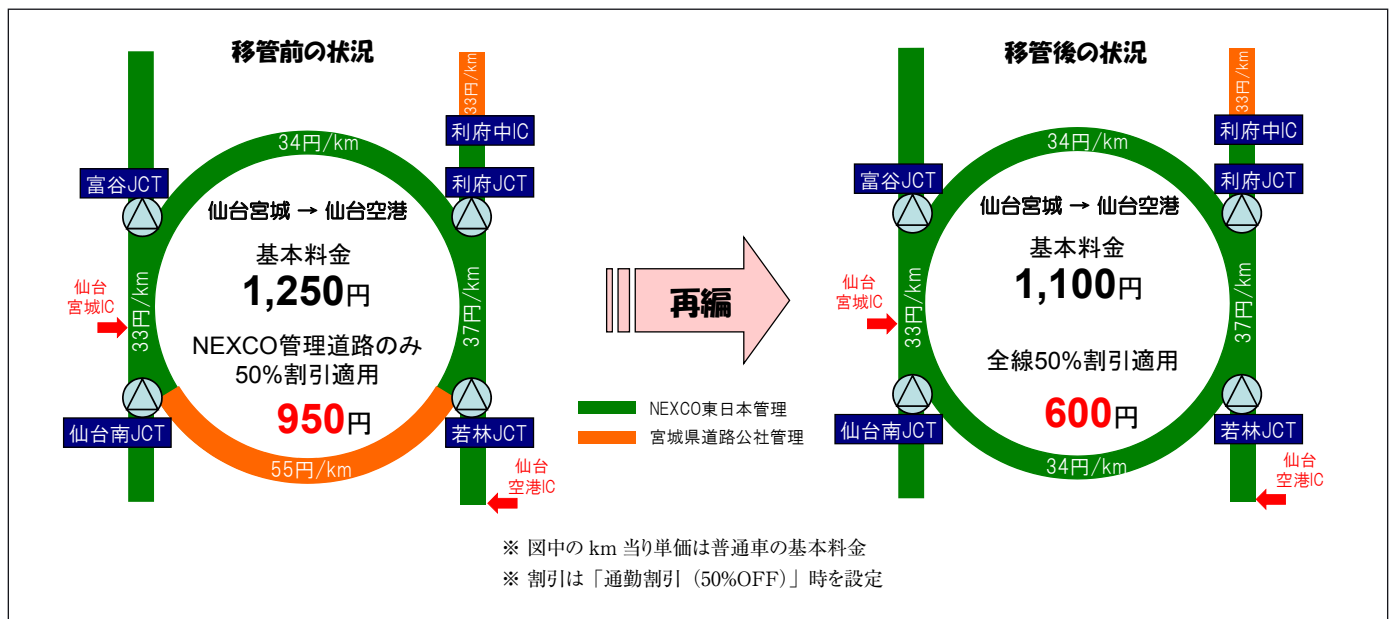 移管前の状況
33円/km
利府中IC
34円/km
富谷JCT
利府JCT
仙台宮城 → 仙台空港
基本料金
1,250円
仙台
宮城IC
33円/km
37円/km
NEXCO管理道路のみ
50%割引適用
950円
仙台南JCT
若林JCT
55円/km
仙台
空港IC
再編
NEXCO東日本管理
宮城県道路公社管理
移管後の状況
33円/km
利府中IC
34円/km
富谷JCT
利府JCT
仙台宮城 → 仙台空港
基本料金
1,100円
仙台
宮城IC
33円/km
37円/km
全線50%割引適用
600円
仙台南JCT
若林JCT
34円/km
仙台
空港IC
※ 図中の km 当り単価は普通車の基本料金
※ 割引は「通勤割引（50%OFF）」時を設定